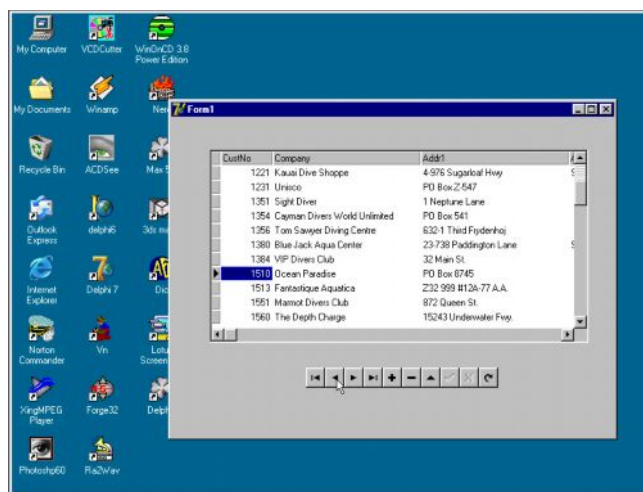 My Computer
VCDCutter
WinOnCD 3.8
Power Edition
My Documents
Winamp
Form1
Recycle Bin
ACDSee
Outlook
Express
delphi6
Internet
Explorer
Delphi 7
Norton
Commander
Vn
XingMPEG
Player
Forge32
Photoshp60
Ra2Wav
CustNo Company Addr1
1221 Kauai Dive Shoppe 4-976 Sugarloaf Hwy
1231 Unisco PO Box Z-547
1351 Sight Diver 1 Neptune Lane
1354 Cayman Divers World Unlimited PO Box 541
1356 Tom Sawyer Diving Centre 632-1 Third Frydenhoj
1380 Blue Jack Aqua Center 23-738 Paddington Lane
1384 VIP Divers Club 32 Main St.
1510 Ocean Paradise PO Box 8745
1513 Fantastique Aquatica Z32 999 #12A-77 A.A.
1551 Marmot Divers Club 872 Queen St.
1560 The Depth Charge 15243 Underwater Fwy.